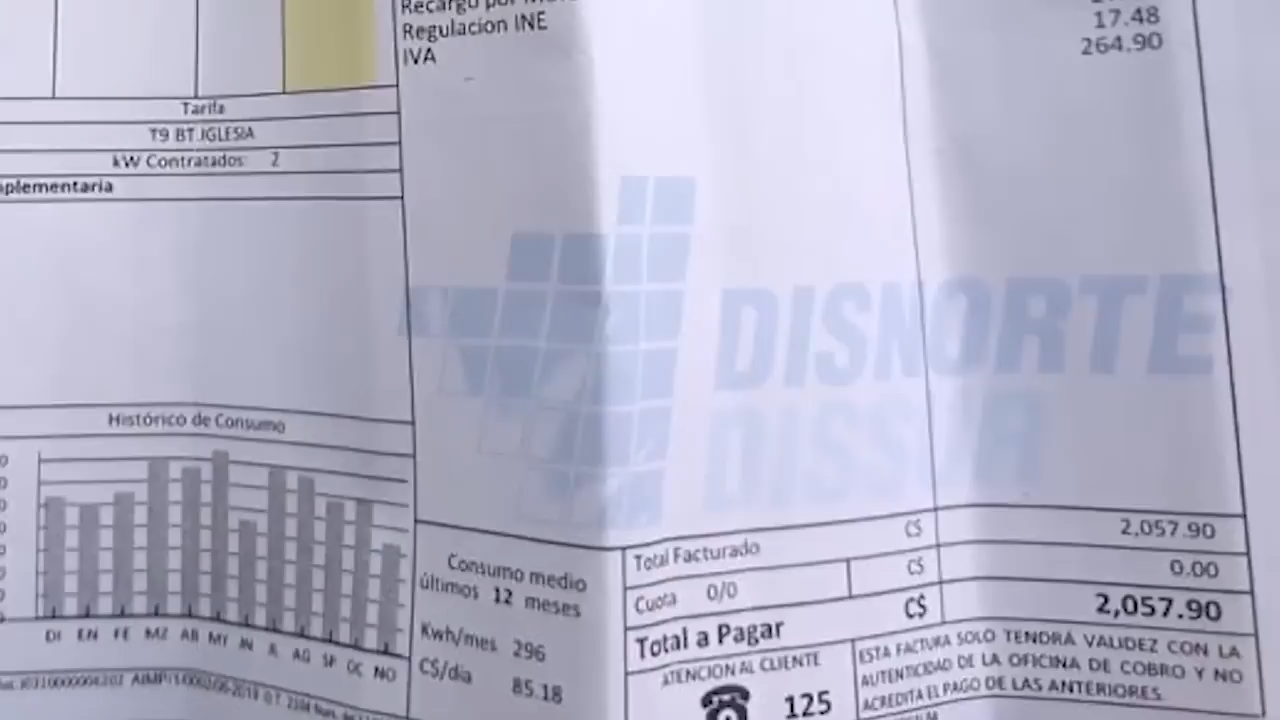 Recargo por
Regulacion INE 17.48
IVA 264.90
Tarifa
T9 BT.IGLESIA
kW Contratados: 2
plementaria
DISNORTE
DISSUR
Histórico de Consumo
DI EN FE MZ AB MY JN JL AG SP OC NO
Consumo medio
últimos 12 meses
Kwh/mes 296
C$/dia 85.18
Total Facturado C$ 2,057.90
Cuota 0/0 C$ 0.00
Total a Pagar C$ 2,057.90
ATENCION AL CLIENTE
125
ESTA FACTURA SOLO TENDRÁ VALIDEZ CON LA
AUTENTICIDAD DE LA OFICINA DE COBRO Y NO
ACREDITA EL PAGO DE LAS ANTERIORES.